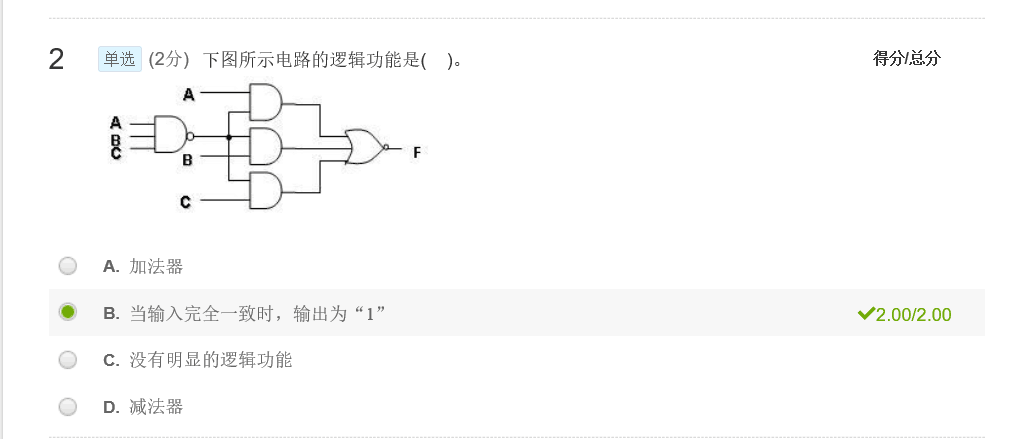 2 单选 (2分) 下图所示电路的逻辑功能是( )。 得分/总分
A
A
B
C
B
F
C
A. 加法器
B. 当输入完全一致时，输出为“1” 2.00/2.00
C. 没有明显的逻辑功能
D. 减法器